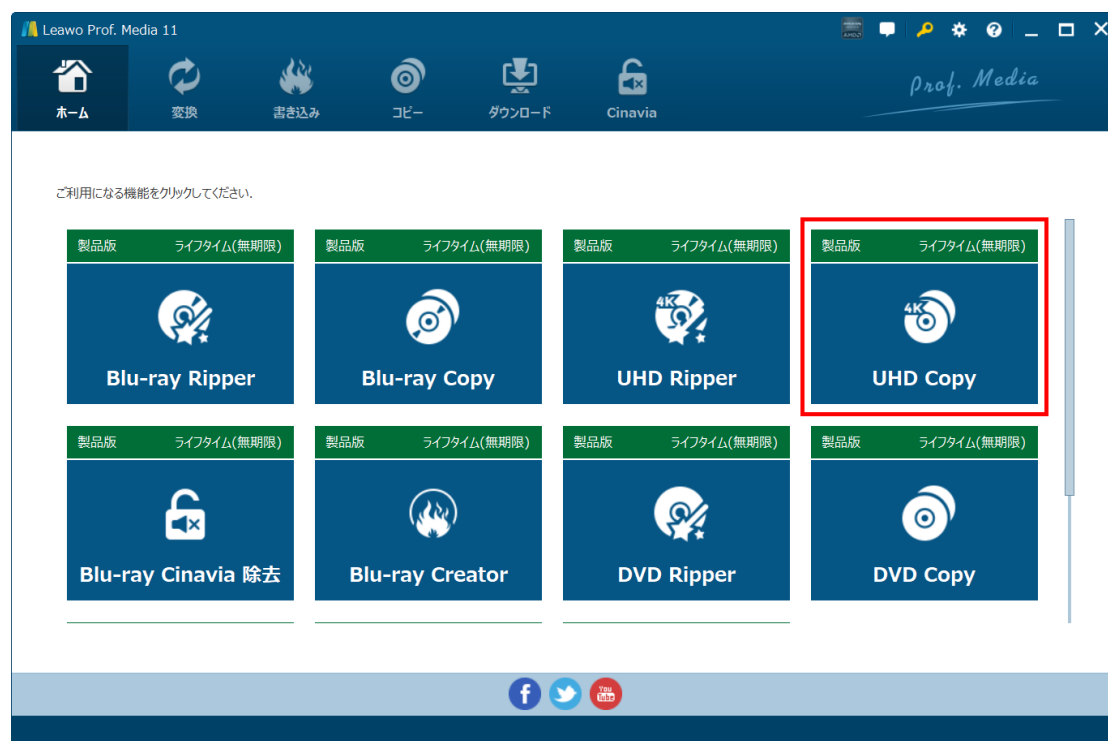 Leawo Prof. Media 11
ホーム
変換
書き込み
コピー
ダウンロード
Cinavia
Prof. Media
ご利用になる機能をクリックしてください.
製品版 ライフタイム(無期限)
製品版 ライフタイム(無期限)
製品版 ライフタイム(無期限)
製品版 ライフタイム(無期限)
4K
4K
Blu-ray Ripper
Blu-ray Copy
UHD Ripper
UHD Copy
製品版 ライフタイム(無期限)
製品版 ライフタイム(無期限)
製品版 ライフタイム(無期限)
製品版 ライフタイム(無期限)
Blu-ray Cinavia 除去
Blu-ray Creator
DVD Ripper
DVD Copy
f
You
Tube